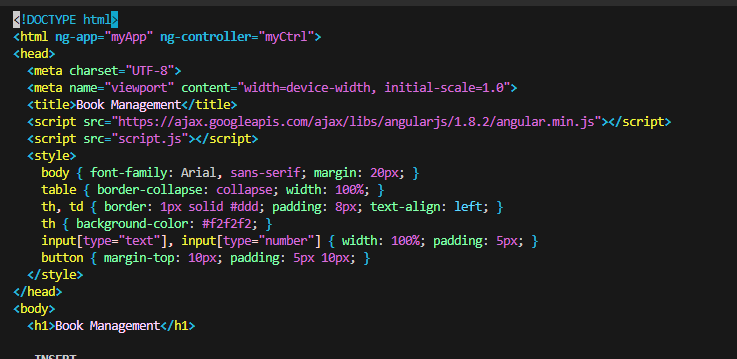 <!DOCTYPE html>
<html ng-app="myApp" ng-controller="myCtrl">
<head>
  <meta charset="UTF-8">
  <meta name="viewport" content="width=device-width, initial-scale=1.0">
  <title>Book Management</title>
  <script src="https://ajax.googleapis.com/ajax/libs/angularjs/1.8.2/angular.min.js"></script>
  <script src="script.js"></script>
  <style>
    body { font-family: Arial, sans-serif; margin: 20px; }
    table { border-collapse: collapse; width: 100%; }
    th, td { border: 1px solid #ddd; padding: 8px; text-align: left; }
    th { background-color: #f2f2f2; }
    input[type="text"], input[type="number"] { width: 100%; padding: 5px; }
    button { margin-top: 10px; padding: 5px 10px; }
  </style>
</head>
<body>
  <h1>Book Management</h1>
-- INSERT --